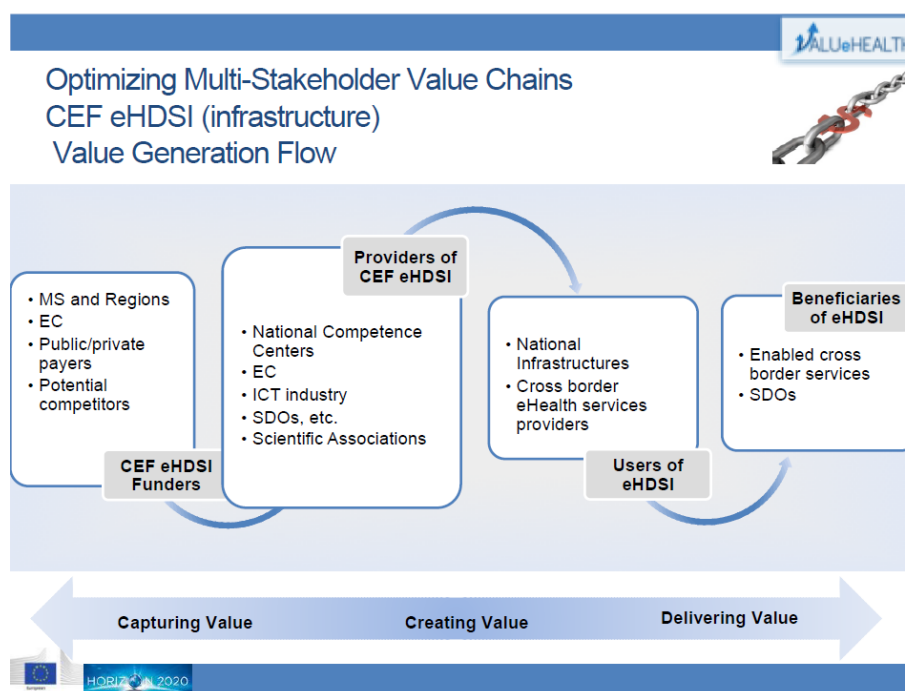 VALUeHEALTH
Optimizing Multi-Stakeholder Value Chains
CEF eHDSI (infrastructure)
Value Generation Flow
• MS and Regions
• EC
• Public/private
payers
• Potential
competitors
CEF eHDSI
Funders
Providers of
CEF eHDSI
• National Competence
Centers
• EC
• ICT industry
• SDOs, etc.
• Scientific Associations
• National
Infrastructures
• Cross border
eHealth services
providers
Users of
eHDSI
Beneficiaries
of eHDSI
• Enabled cross
border services
• SDOs
Capturing Value
Creating Value
Delivering Value
European
HORIZON 2020